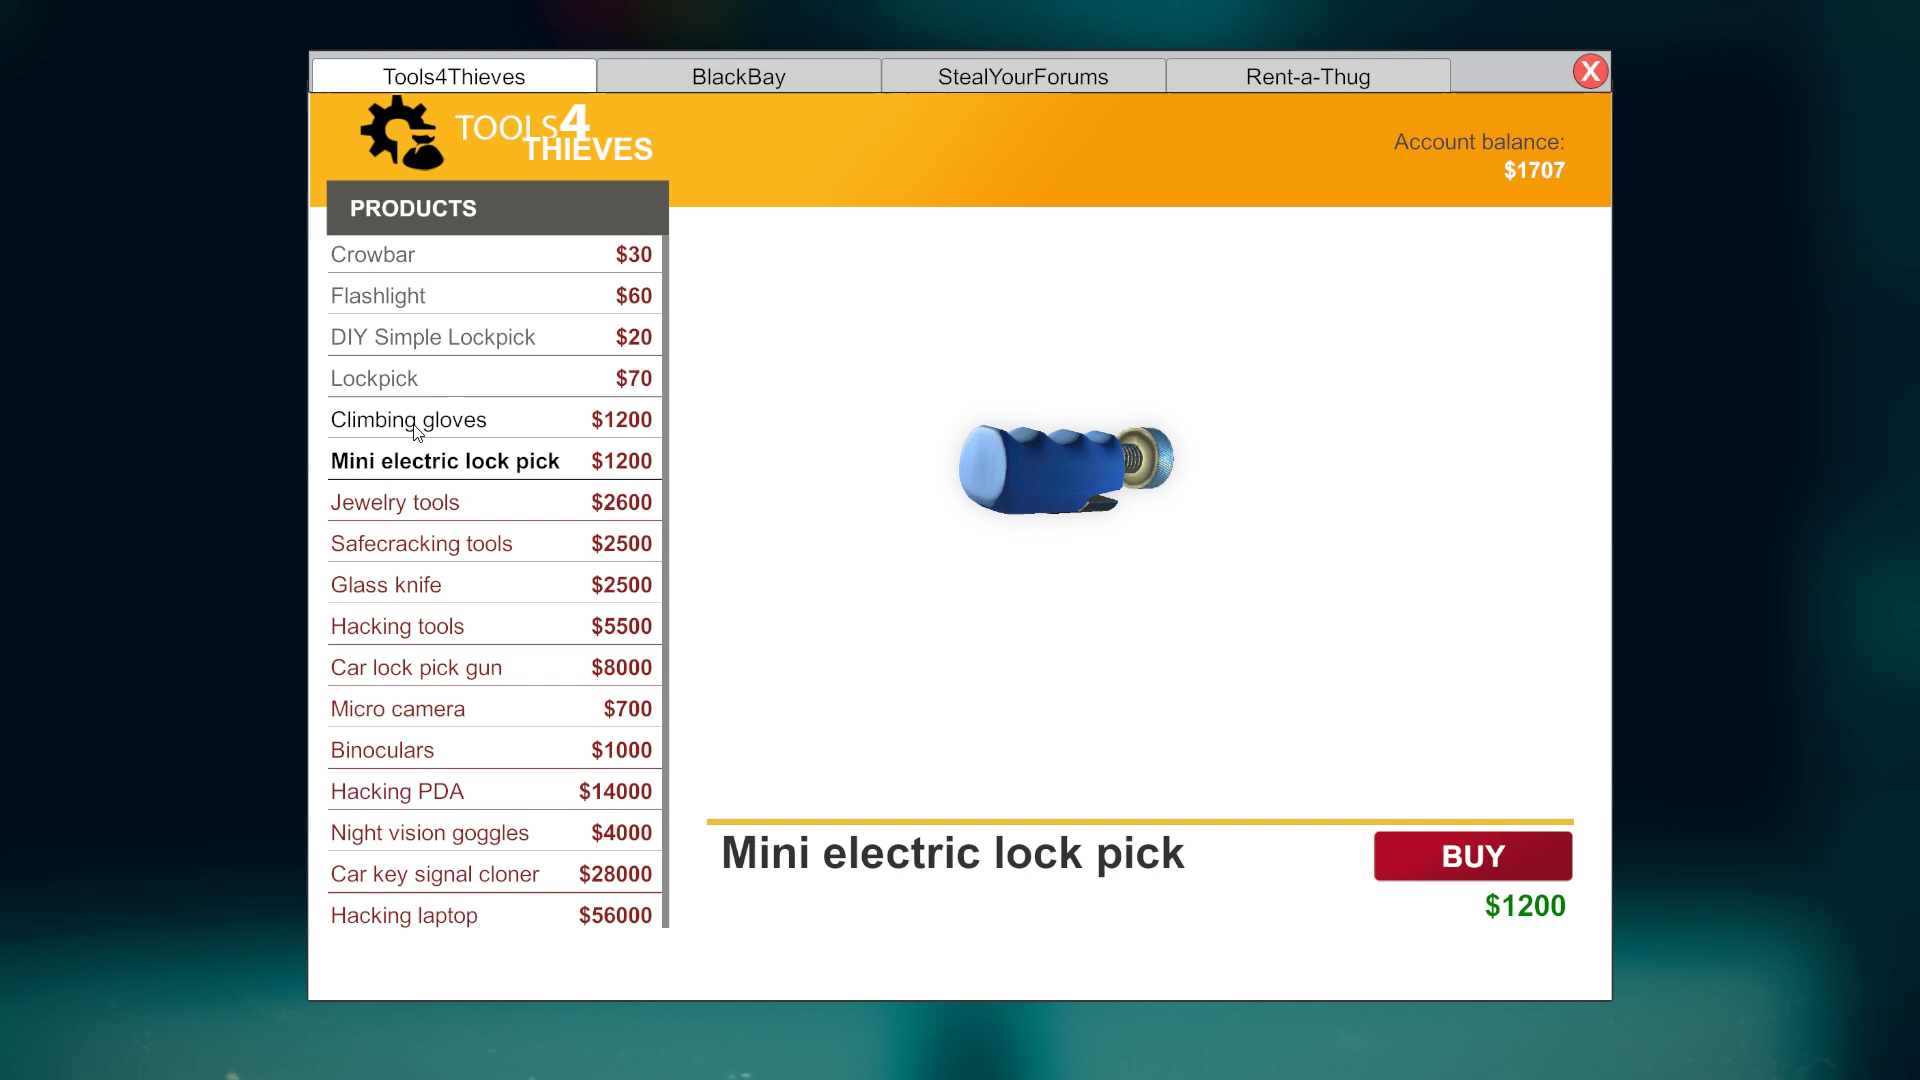 Tools4Thieves BlackBay StealYourForums Rent-a-Thug X
TOOLS4
THIEVES
Account balance:
$1707
PRODUCTS
Crowbar $30
Flashlight $60
DIY Simple Lockpick $20
Lockpick $70
Climbing gloves $1200
Mini electric lock pick $1200
Jewelry tools $2600
Safecracking tools $2500
Glass knife $2500
Hacking tools $5500
Car lock pick gun $8000
Micro camera $700
Binoculars $1000
Hacking PDA $14000
Night vision goggles $4000
Car key signal cloner $28000
Hacking laptop $56000
Mini electric lock pick
BUY
$1200